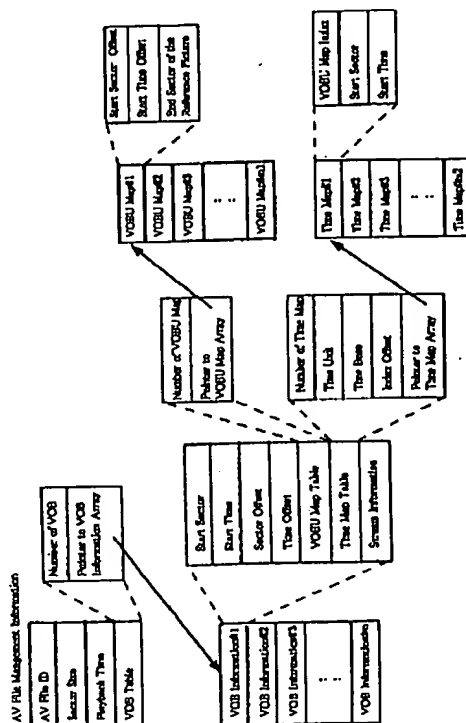 AV File Management Information
AV File ID
Sector Size
Playback Time
VOB Table
Number of VOB
Pointer to VOB
Information Array
VOB Information#1
VOB Information#2
VOB Information#3
: :
VOB Information#n
Start Sector
Start Time
Sector Offset
Time Offset
VOBU Map Table
Time Map Table
Stream Information
Number of VOBU Map
Pointer to
VOBU Map Array
Number of Time Map
Time Unit
Time Base
Index Offset
Pointer to
Time Map Array
VOBU Map#1
VOBU Map#2
VOBU Map#3
: :
VOBU Map#n1
Start Sector Offset
Start Time Offset
End Sector of the
Reference Picture
Time Map#1
Time Map#2
Time Map#3
: :
Time Map#n2
VOBU Map Index
Start Sector
Start Time